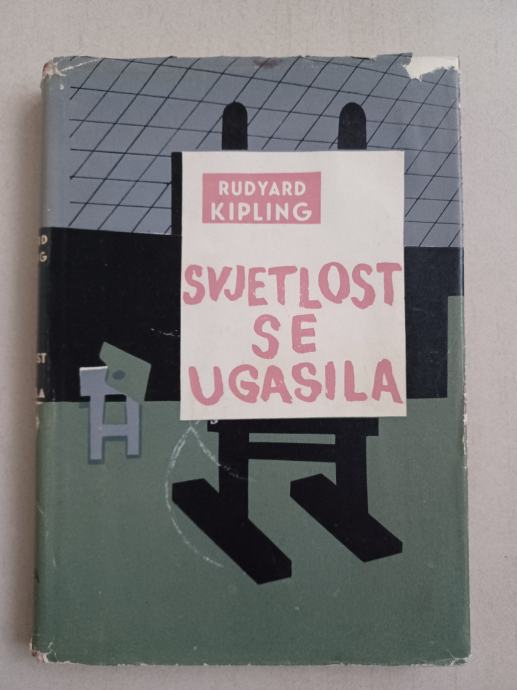 RUDYARD
KIPLING
SVJETLOST
SE
UGASILA